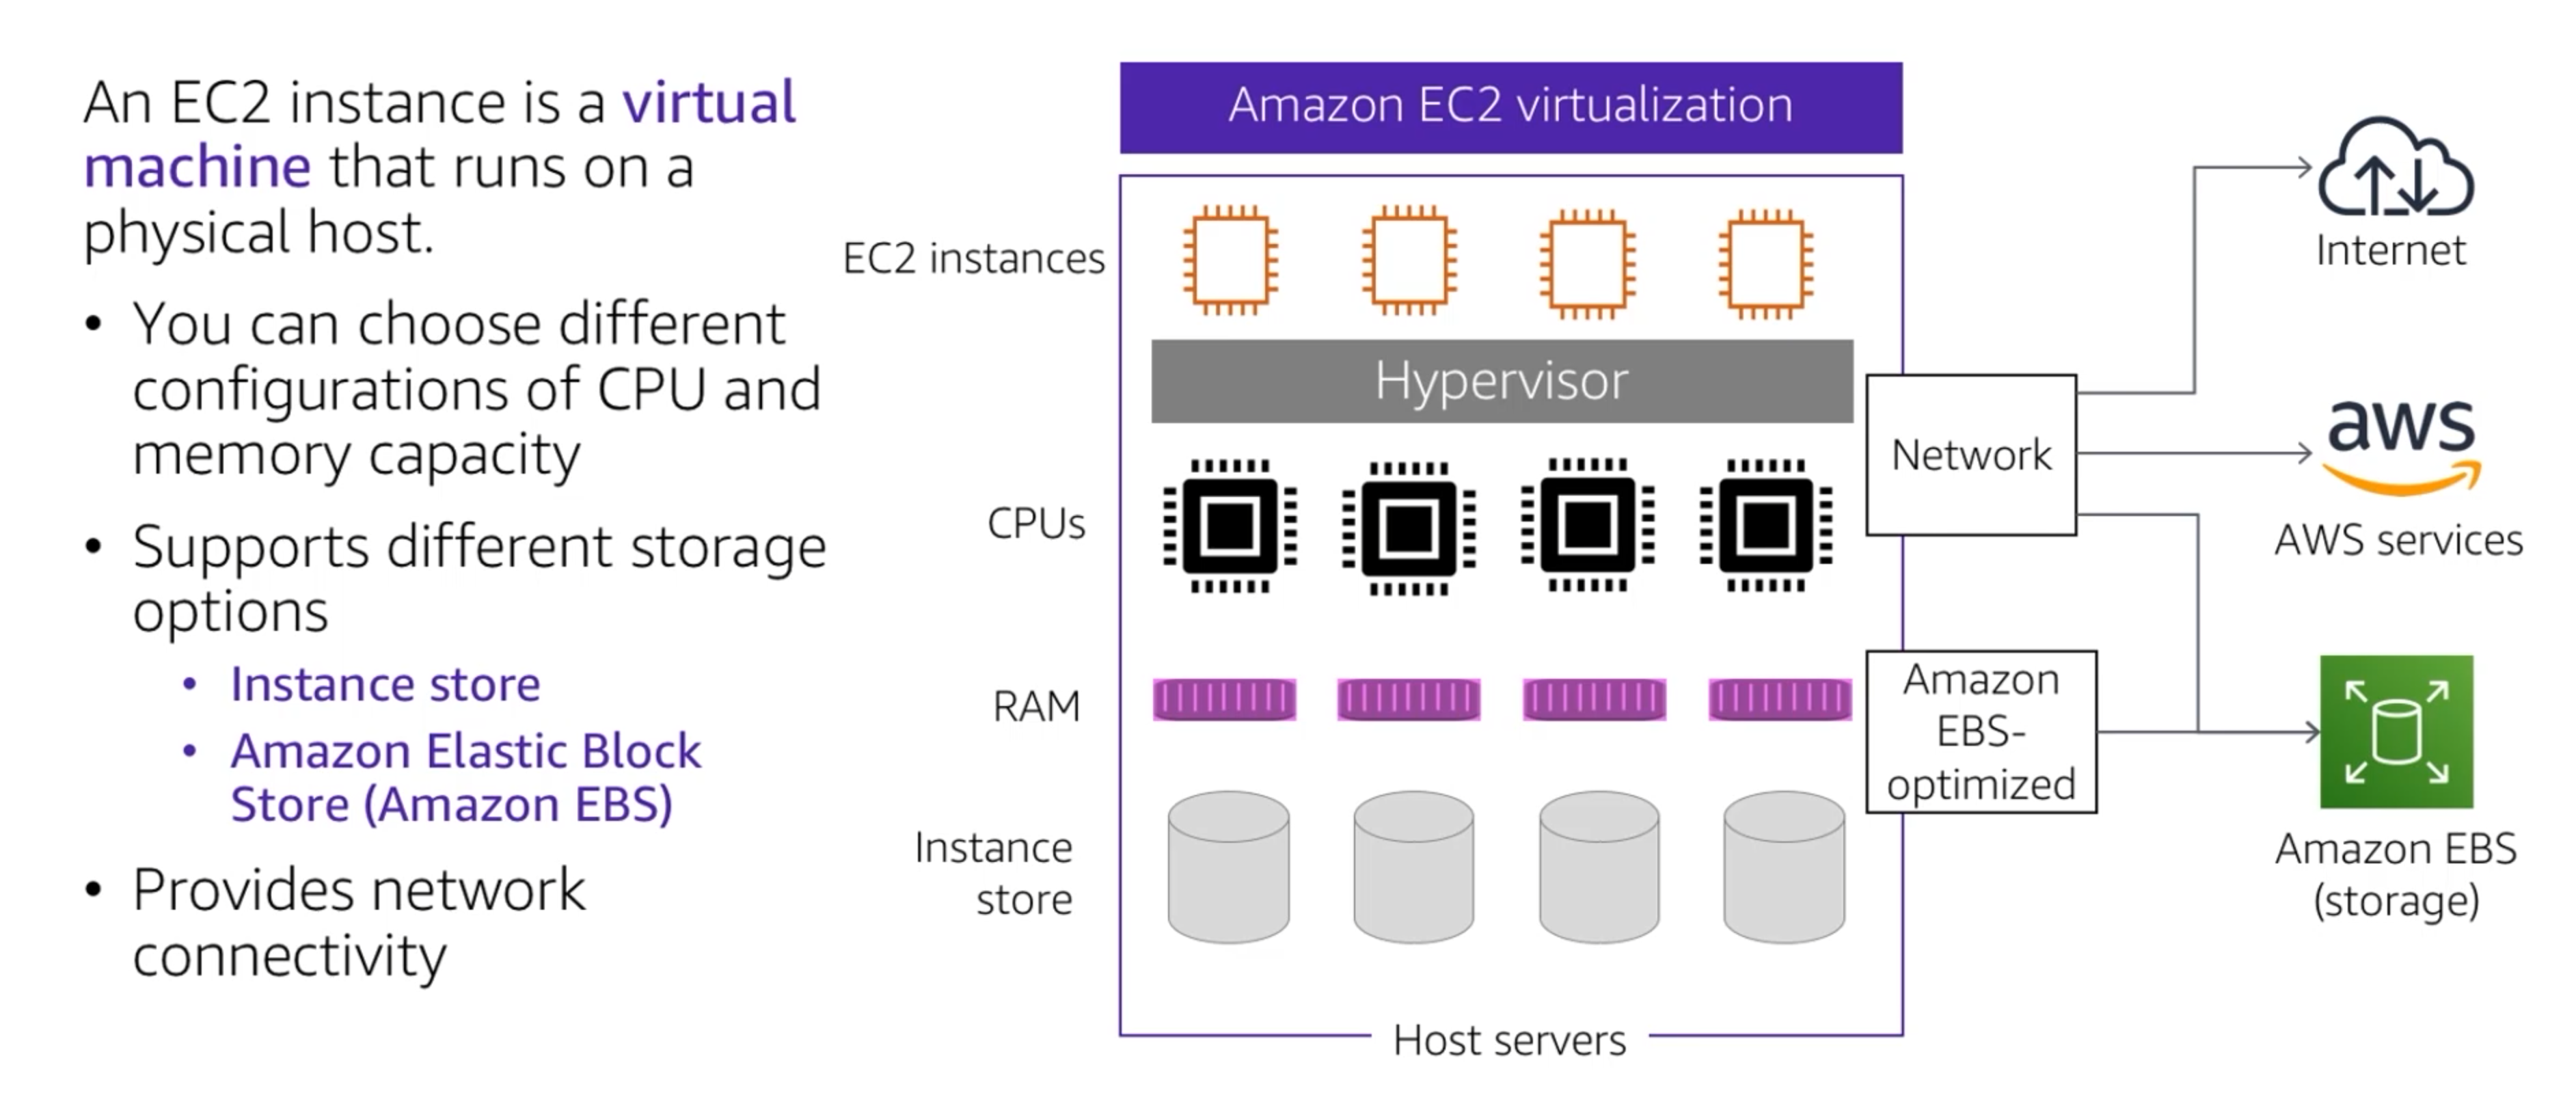 An EC2 instance is a virtual
machine that runs on a
physical host.
• You can choose different
configurations of CPU and
memory capacity
• Supports different storage
options
• Instance store
• Amazon Elastic Block
Store (Amazon EBS)
• Provides network
connectivity
Amazon EC2 virtualization
EC2 instances
Hypervisor
CPUs
RAM
Instance
store
Host servers
Network
Amazon
EBS-
optimized
Internet
aws
AWS services
Amazon EBS
(storage)